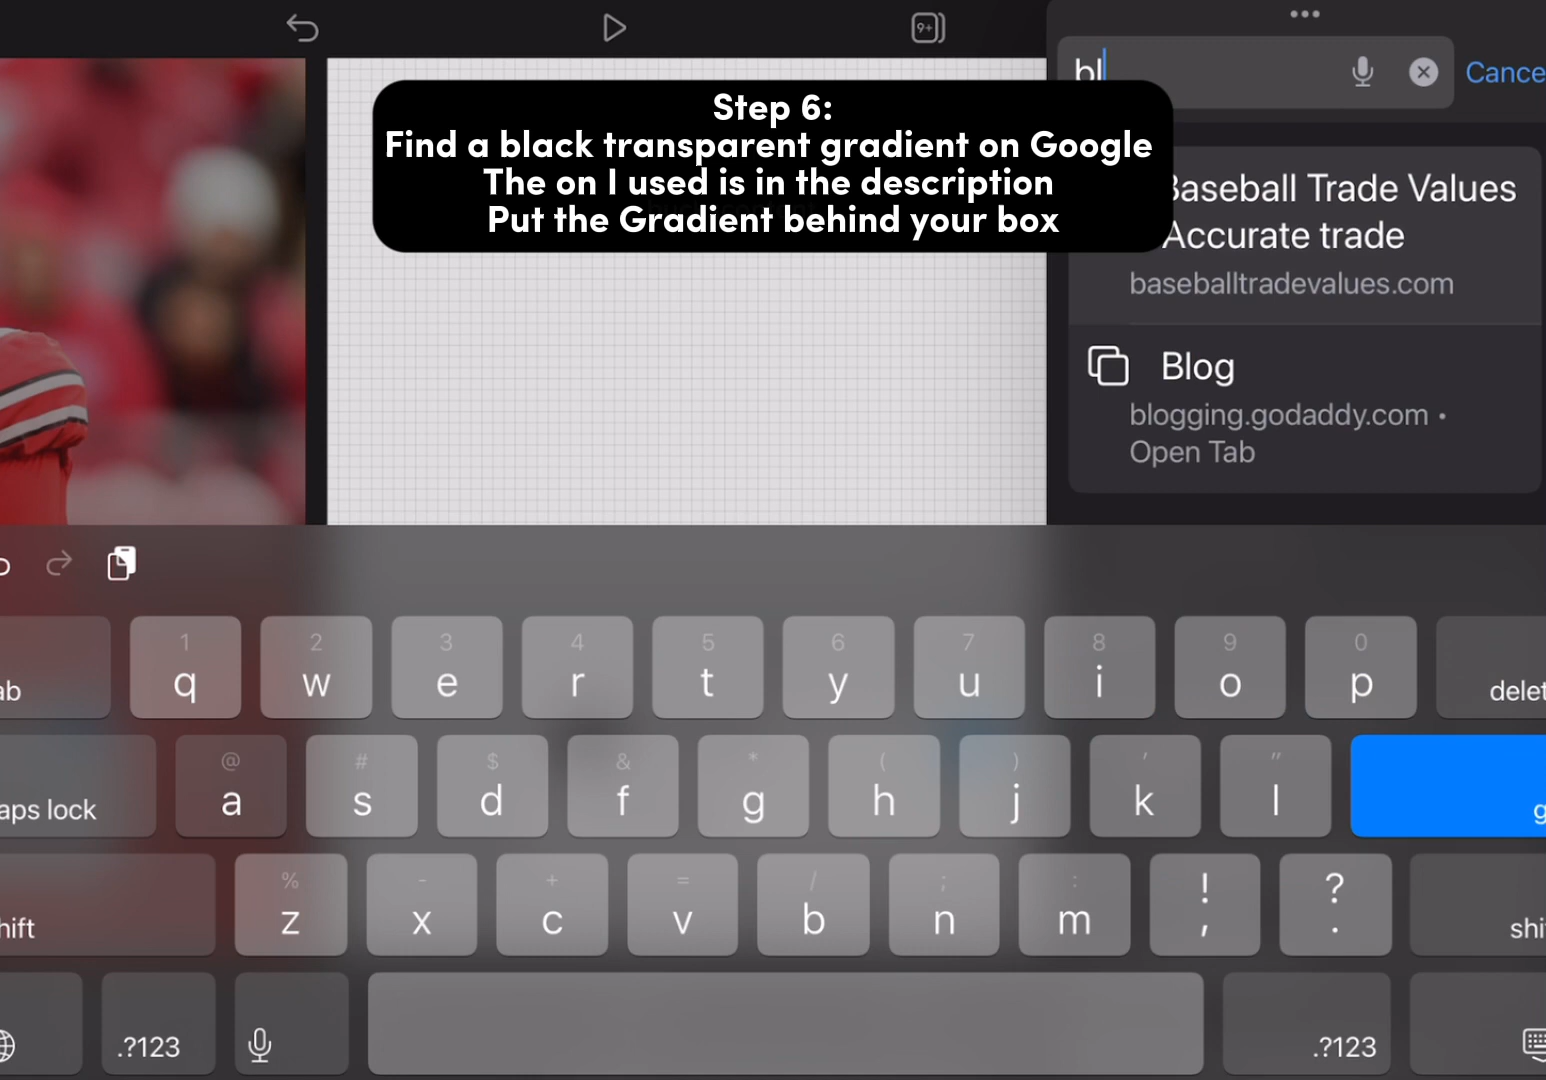 9+
bl
Cance
Step 6:
Find a black transparent gradient on Google
The on I used is in the description
Put the Gradient behind your box
Baseball Trade Values
Accurate trade
baseballtradevalues.com
Blog
blogging.godaddy.com •
Open Tab
1 2 3 4 5 6 7 8 9 0
ab q w e r t y u i o p delet
@ # $ & * ( ) ' "
aps lock a s d f g h j k l g
% - + = / ; : ! ?
hift z x c v b n m , . shi
.?123 .?123